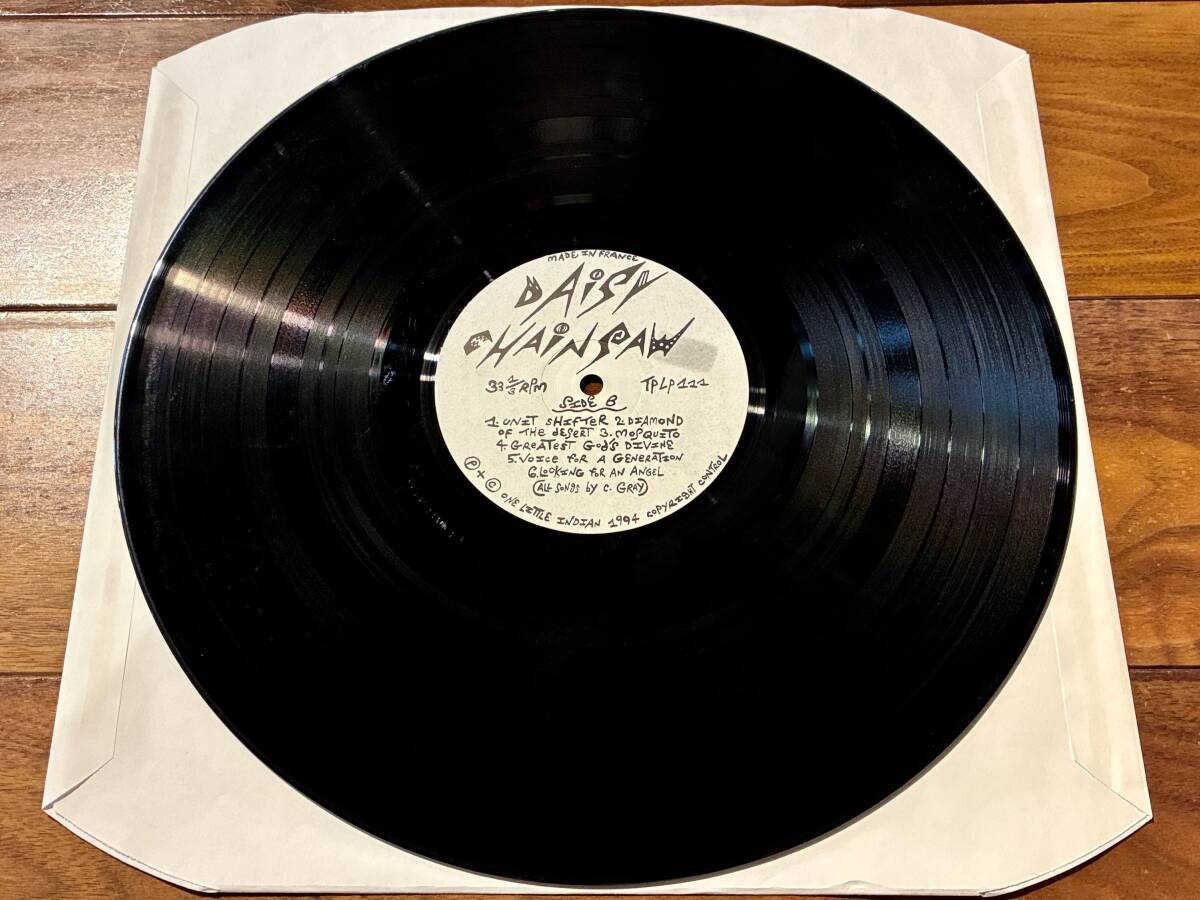 MADE IN FRANCE
DAISY
CHAINSAW
33 1/3 RPM TPLP111
SIDE B
1. UNIT SHIFTER 2. DIAMOND
OF THE DESERT 3. MOSQUITO
4. GREATEST GOD'S DIVINE
5. VOICE FOR A GENERATION
6. LOOKING FOR AN ANGEL
(ALL SONGS BY C. GRAY)
Ⓟ + © ONE LITTLE INDIAN 1994 COPYRIGHT CONTROL